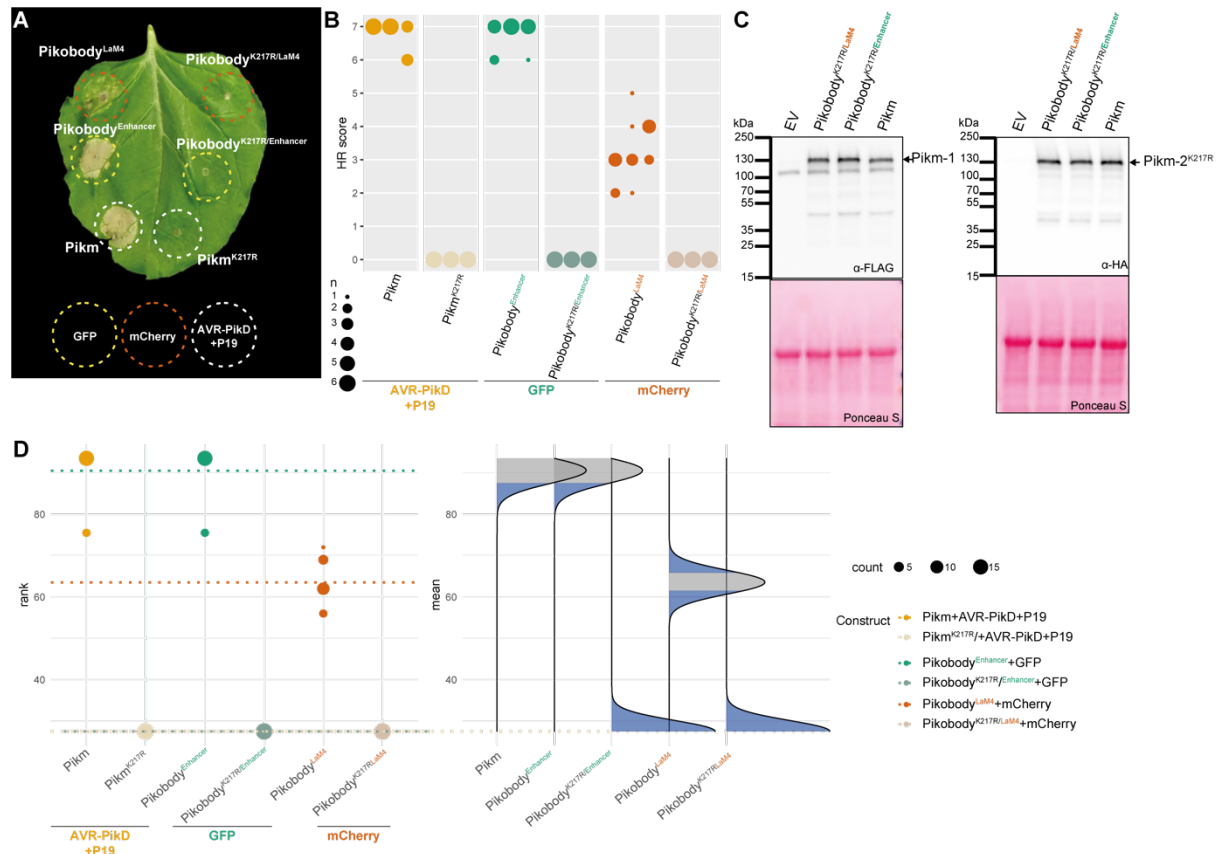 A
Pikobody^LaM4
Pikobody^K217R/LaM4
Pikobody^Enhancer
Pikobody^K217R/Enhancer
Pikm
Pikm^K217R
GFP
mCherry
AVR-PikD
+P19
B
HR score
7
6
5
4
3
2
1
0
n
1
2
3
4
5
6
Pikm
Pikm^K217R
Pikobody^Enhancer
Pikobody^K217R/Enhancer
Pikobody^LaM4
Pikobody^K217R/LaM4
AVR-PikD
+P19
GFP
mCherry
C
EV
Pikobody^K217R/LaM4
Pikobody^K217R/Enhancer
Pikm
kDa
250
130
100
70
55
35
25
15
Pikm-1
α-FLAG
Ponceau S
EV
Pikobody^K217R/LaM4
Pikobody^K217R/Enhancer
Pikm
kDa
250
130
100
70
55
35
25
15
Pikm-2^K217R
α-HA
Ponceau S
D
rank
80
60
40
Pikm
Pikm^K217R
Pikobody^Enhancer
Pikobody^K217R/Enhancer
Pikobody^LaM4
Pikobody^K217R/LaM4
AVR-PikD
+P19
GFP
mCherry
mean
80
60
40
Pikm
Pikobody^Enhancer
Pikobody^K217R/Enhancer
Pikobody^LaM4
Pikobody^K217RLaM4
count 5 10 15
Construct
Pikm+AVR-PikD+P19
Pikm^K217R/+AVR-PikD+P19
Pikobody^Enhancer+GFP
Pikobody^K217R/Enhancer+GFP
Pikobody^LaM4+mCherry
Pikobody^K217R/LaM4+mCherry